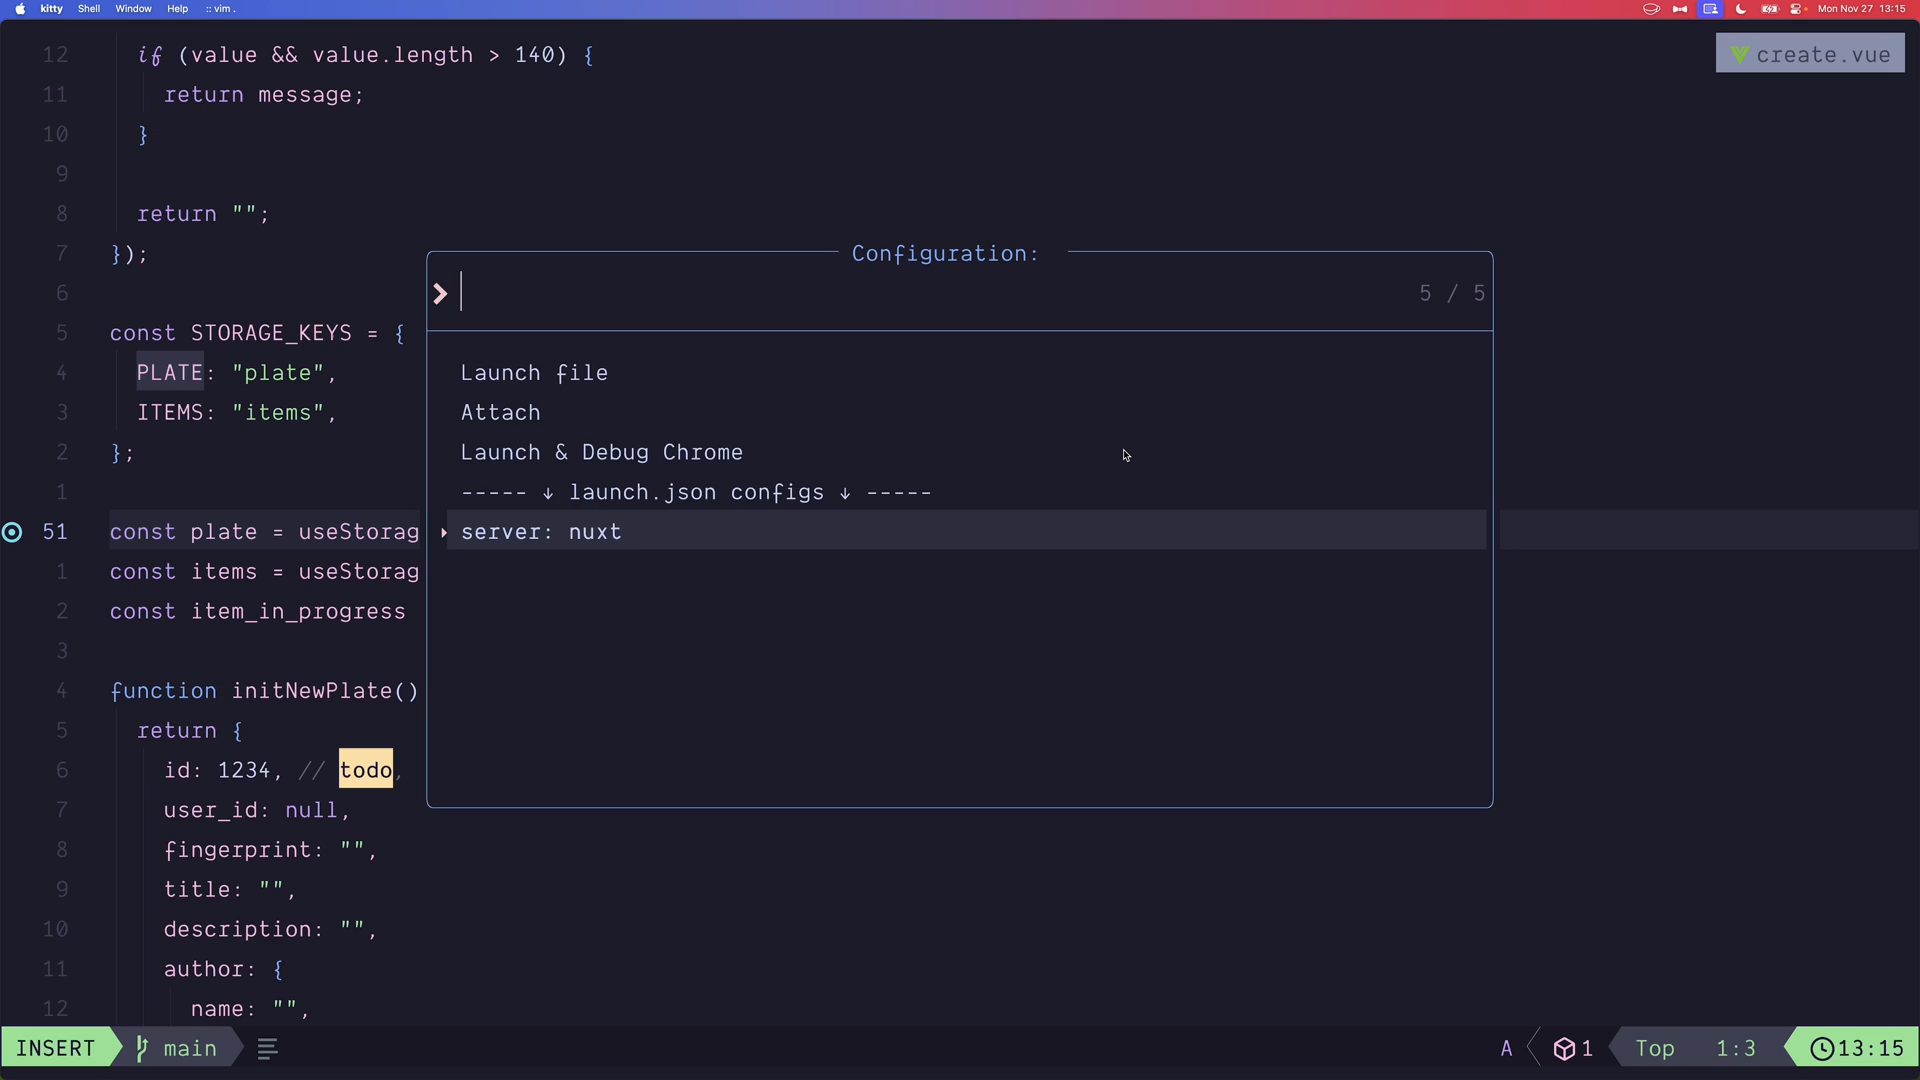 kitty Shell Window Help :: vim . Mon Nov 27 13:15
create.vue
12 if (value && value.length > 140) {
11 return message;
10 }
9
8 return "";
7 });
6
5 const STORAGE_KEYS = {
4 PLATE: "plate",
3 ITEMS: "items",
2 };
1
51 const plate = useStorag
1 const items = useStorag
2 const item_in_progress
3
4 function initNewPlate()
5 return {
6 id: 1234, // todo,
7 user_id: null,
8 fingerprint: "",
9 title: "",
10 description: "",
11 author: {
12 name: "",
Configuration:
5 / 5
Launch file
Attach
Launch & Debug Chrome
----- ↓ launch.json configs ↓ -----
server: nuxt
INSERT main A 1 Top 1:3 13:15